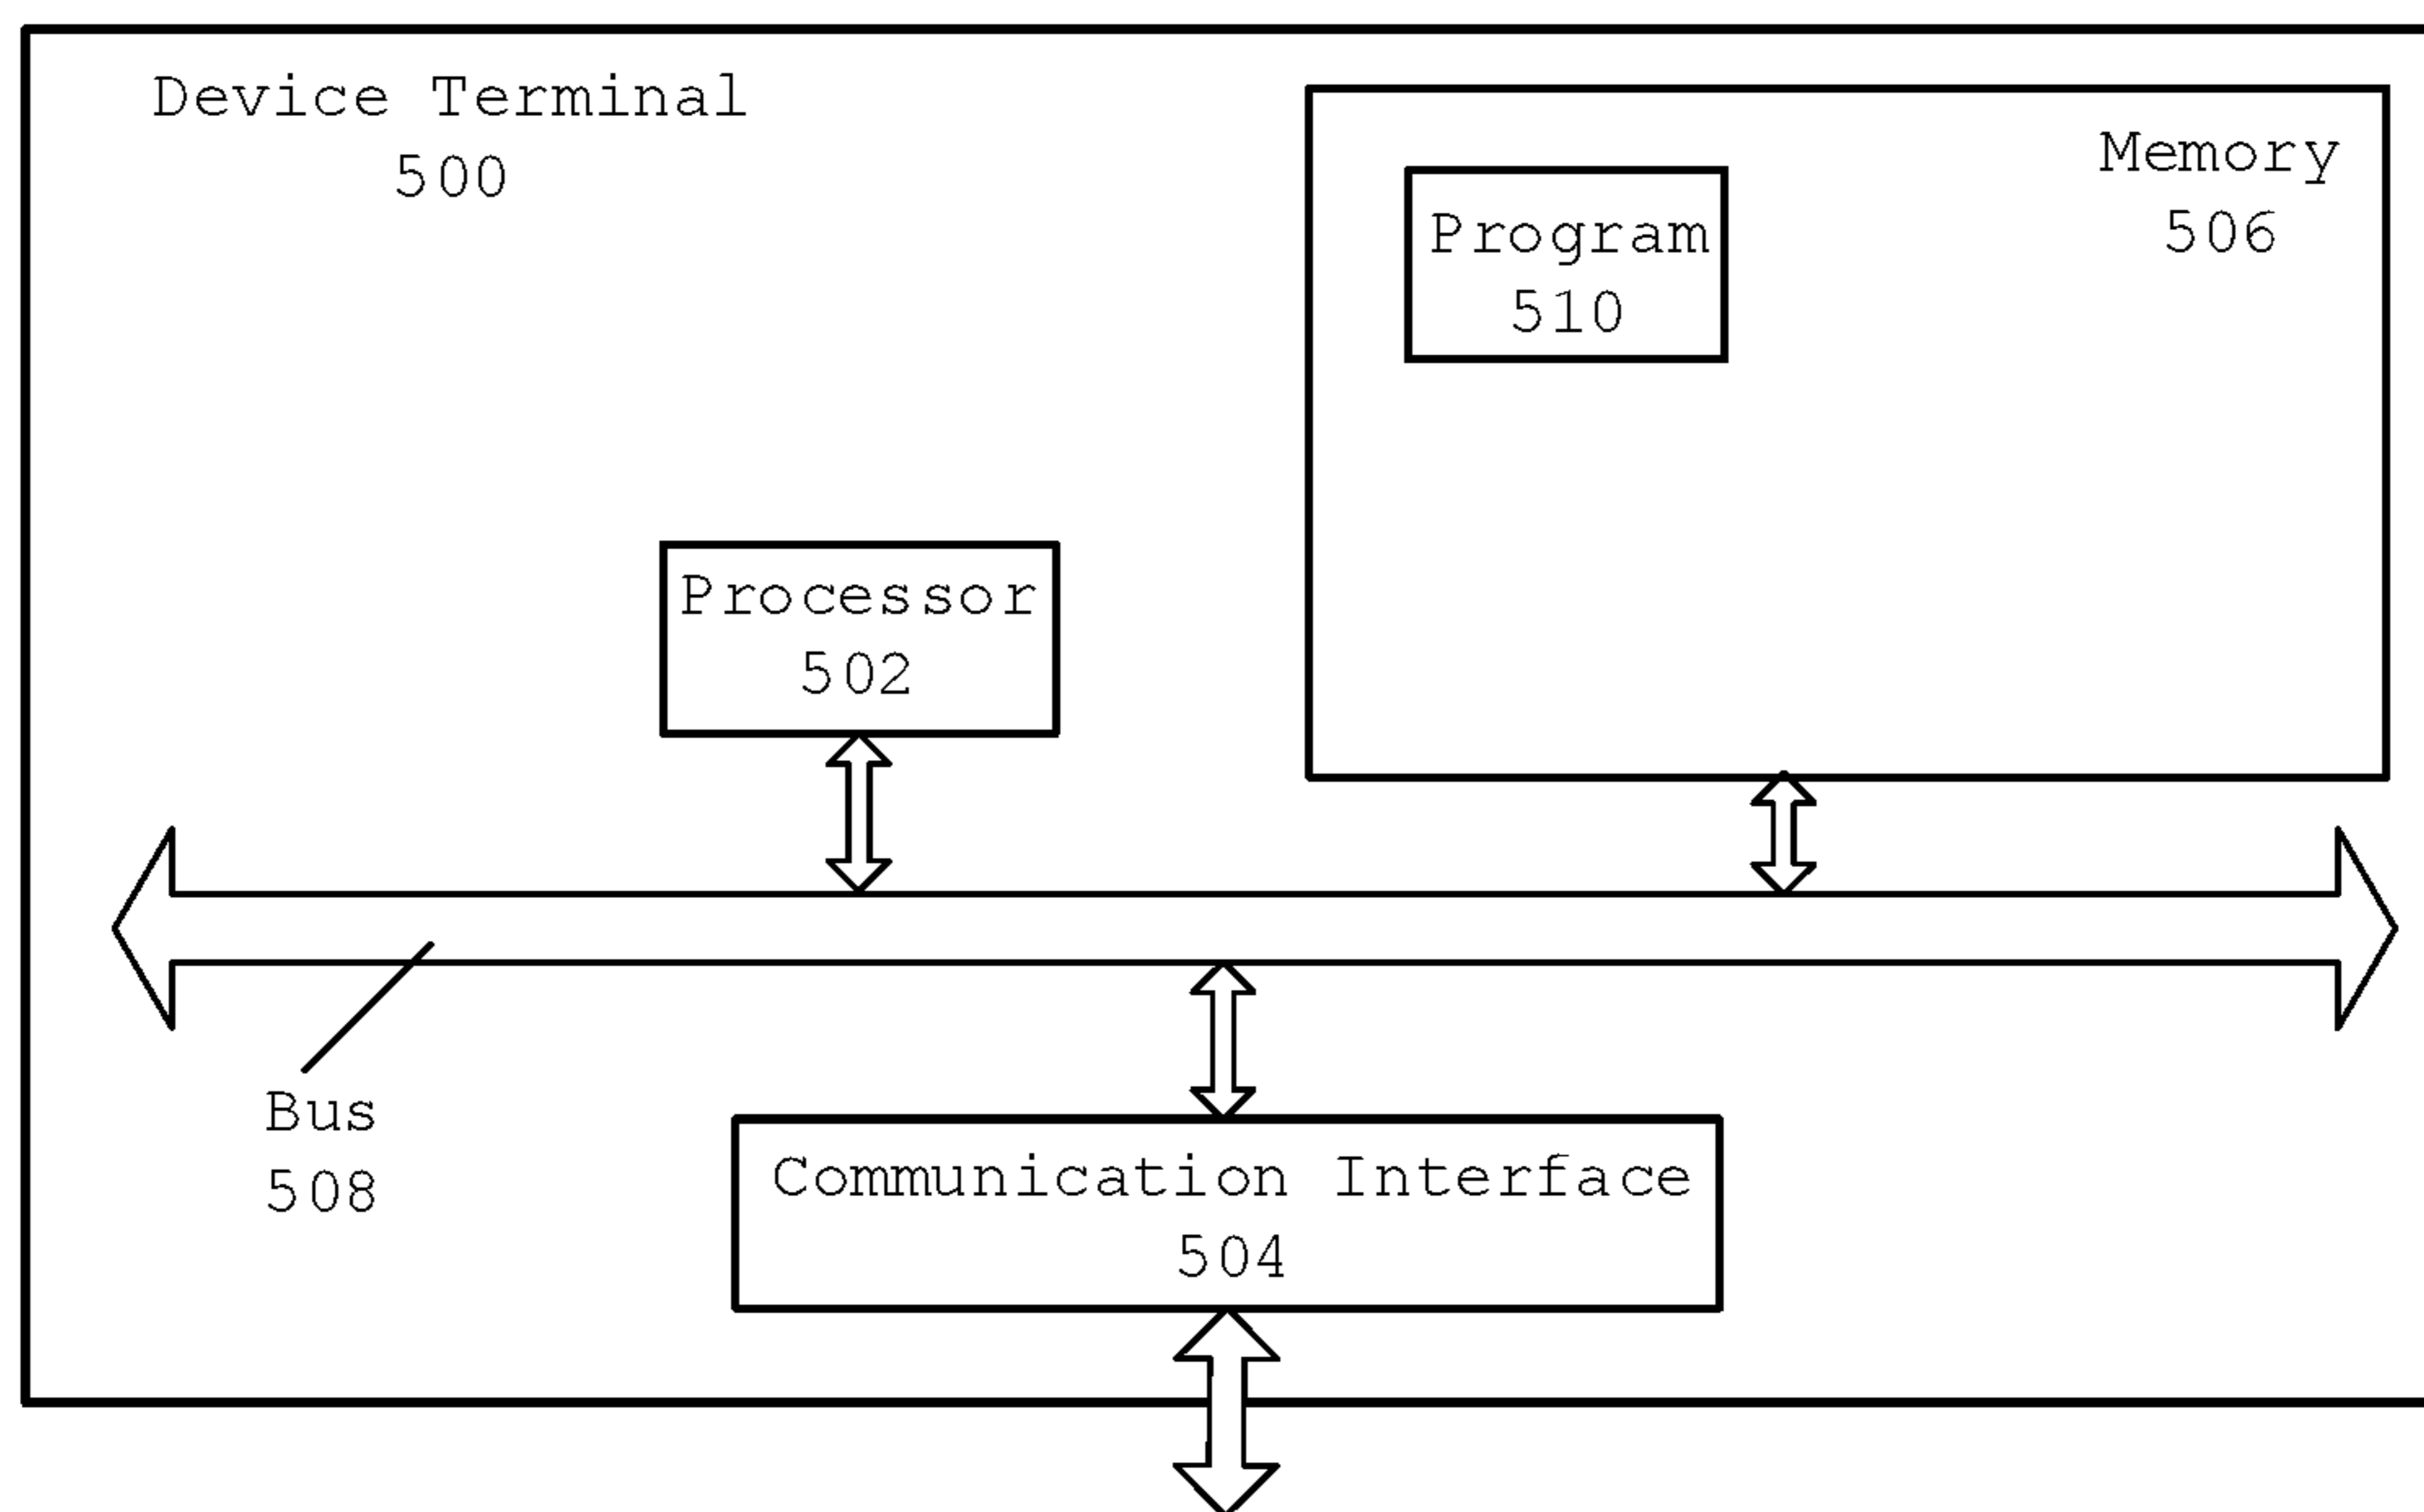 Device Terminal
500
Memory
506
Program
510
Processor
502
Bus
508
Communication Interface
504